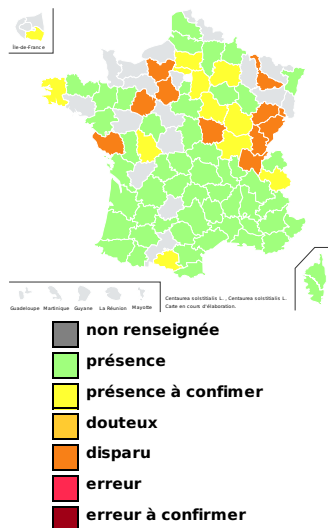 Île-de-France
Guadeloupe Martinique Guyane La Réunion Mayotte
Centaurea solstitialis L. , Centaurea solstitialis L.
Carte en cours d'élaboration.
non renseignée
présence
présence à confimer
douteux
disparu
erreur
erreur à confirmer